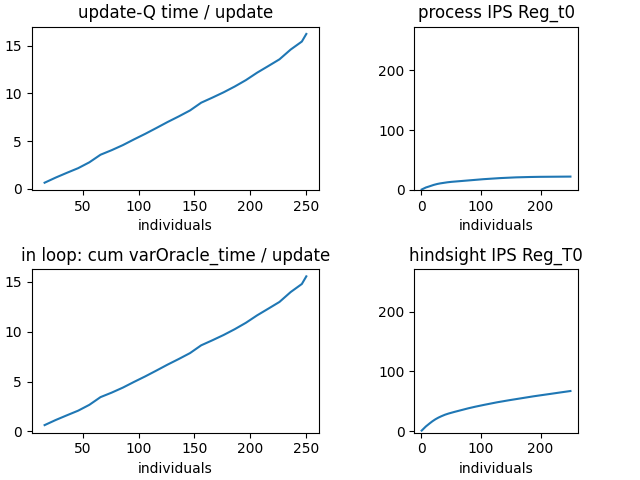 update-Q time / update
15
10
5
0
50 100 150 200 250
individuals
process IPS Reg_t0
200
100
0
0 100 200
individuals
in loop: cum varOracle_time / update
15
10
5
0
50 100 150 200 250
individuals
hindsight IPS Reg_T0
200
100
0
0 100 200
individuals